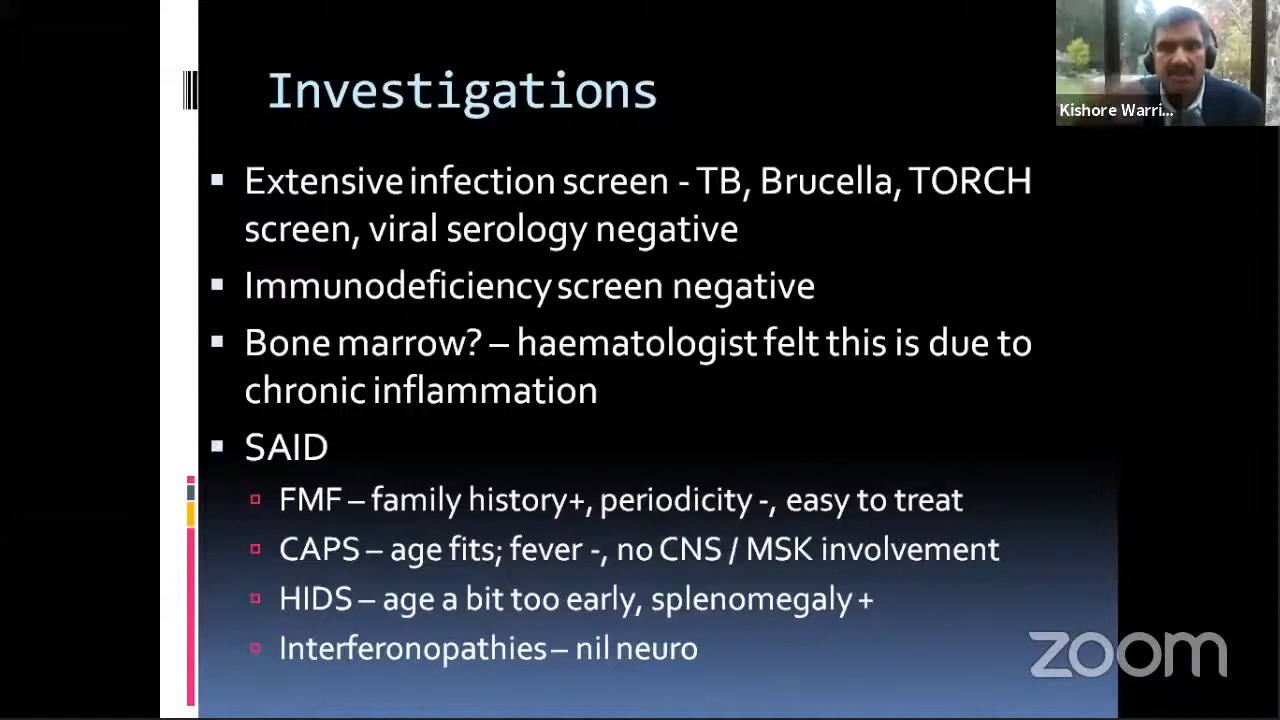 Investigations
Kishore Warri...
Extensive infection screen - TB, Brucella, TORCH
screen, viral serology negative
Immunodeficiency screen negative
Bone marrow? – haematologist felt this is due to
chronic inflammation
SAID
FMF – family history+, periodicity -, easy to treat
CAPS – age fits; fever -, no CNS / MSK involvement
HIDS – age a bit too early, splenomegaly +
Interferonopathies – nil neuro
zoom